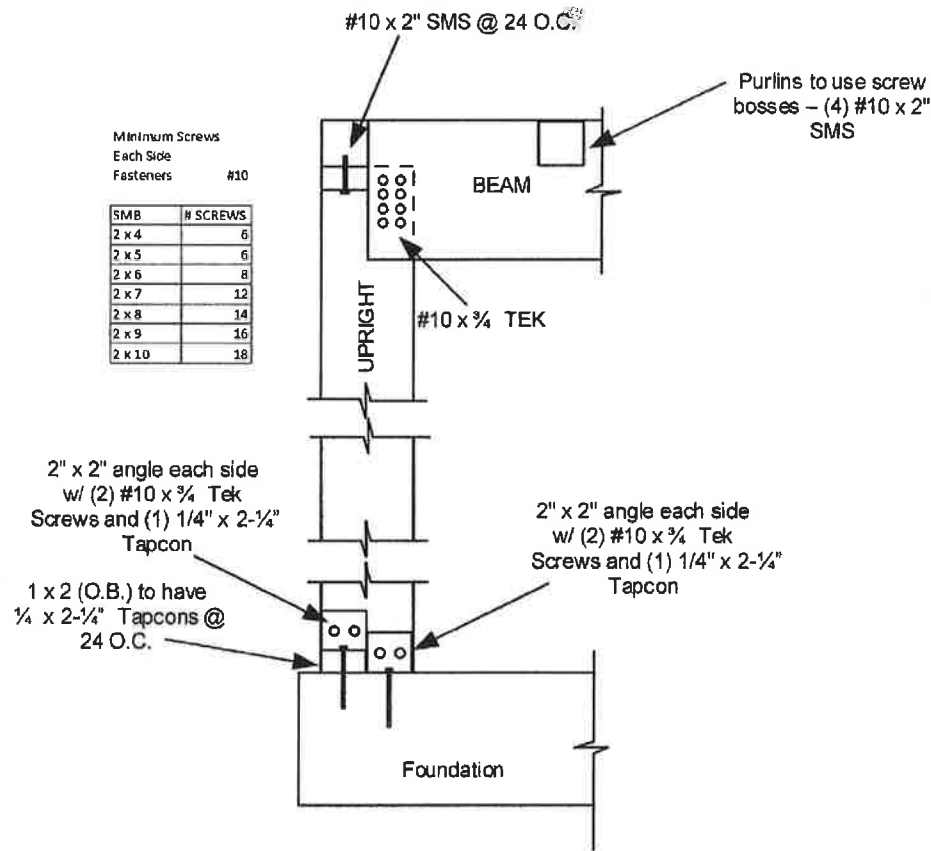 #10 x 2" SMS @ 24 O.C.
Purlins to use screw
bosses – (4) #10 x 2"
SMS
Minimum Screws
Each Side
Fasteners #10
SMB # SCREWS
2 x 4 6
2 x 5 6
2 x 6 8
2 x 7 12
2 x 8 14
2 x 9 16
2 x 10 18
BEAM
UPRIGHT
#10 x ¾ TEK
2" x 2" angle each side
w/ (2) #10 x ¾ Tek
Screws and (1) 1/4" x 2-¼"
Tapcon
1 x 2 (O.B.) to have
¼ x 2-¼" Tapcons @
24 O.C.
2" x 2" angle each side
w/ (2) #10 x ¾ Tek
Screws and (1) 1/4" x 2-¼"
Tapcon
Foundation